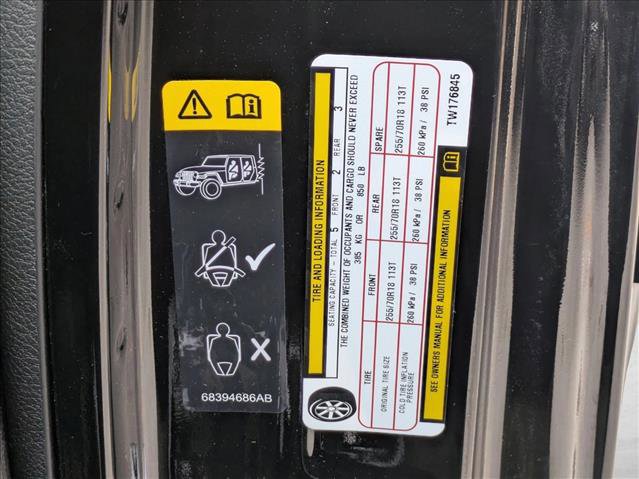 68394686AB
TIRE AND LOADING INFORMATION
SEATING CAPACITY - TOTAL 5 FRONT 2 REAR 3
THE COMBINED WEIGHT OF OCCUPANTS AND CARGO SHOULD NEVER EXCEED
385 KG OR 850 LB
TIRE FRONT REAR SPARE
ORIGINAL TIRE SIZE 255/70R18 113T 255/70R18 113T 255/70R18 113T
COLD TIRE INFLATION PRESSURE 260 kPa / 38 PSI 260 kPa / 38 PSI 260 kPa / 38 PSI
SEE OWNERS MANUAL FOR ADDITIONAL INFORMATION
TW176845